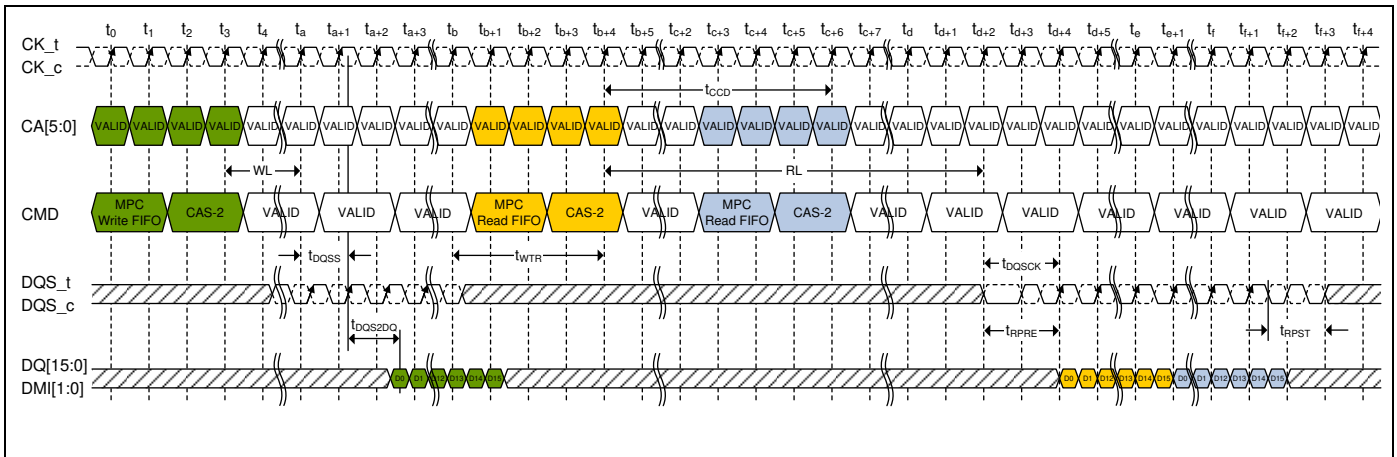 t0 t1 t2 t3 t4 ta ta+1 ta+2 ta+3 tb tb+1 tb+2 tb+3 tb+4 tb+5 tc+2 tc+3 tc+4 tc+5 tc+6 tc+7 td td+1 td+2 td+3 td+4 td+5 te te+1 tf tf+1 tf+2 tf+3 tf+4
CK_t
CK_c
tCCD
CA[5:0] VALID VALID VALID VALID VALID VALID VALID VALID VALID VALID VALID VALID VALID VALID VALID VALID VALID VALID VALID VALID VALID VALID VALID VALID VALID VALID VALID VALID VALID VALID VALID VALID VALID VALID
WL RL
CMD MPC Write FIFO CAS-2 VALID VALID VALID MPC Read FIFO CAS-2 VALID MPC Read FIFO CAS-2 VALID VALID VALID VALID VALID VALID VALID
tDQSS tWTR tDQSCK
DQS_t
DQS_c
tDQS2DQ tRPRE tRPST
DQ[15:0]
D0 D1 D12 D13 D14 D15 D0 D1 D12 D13 D14 D15 D0 D1 D12 D13 D14 D15
DMI[1:0]